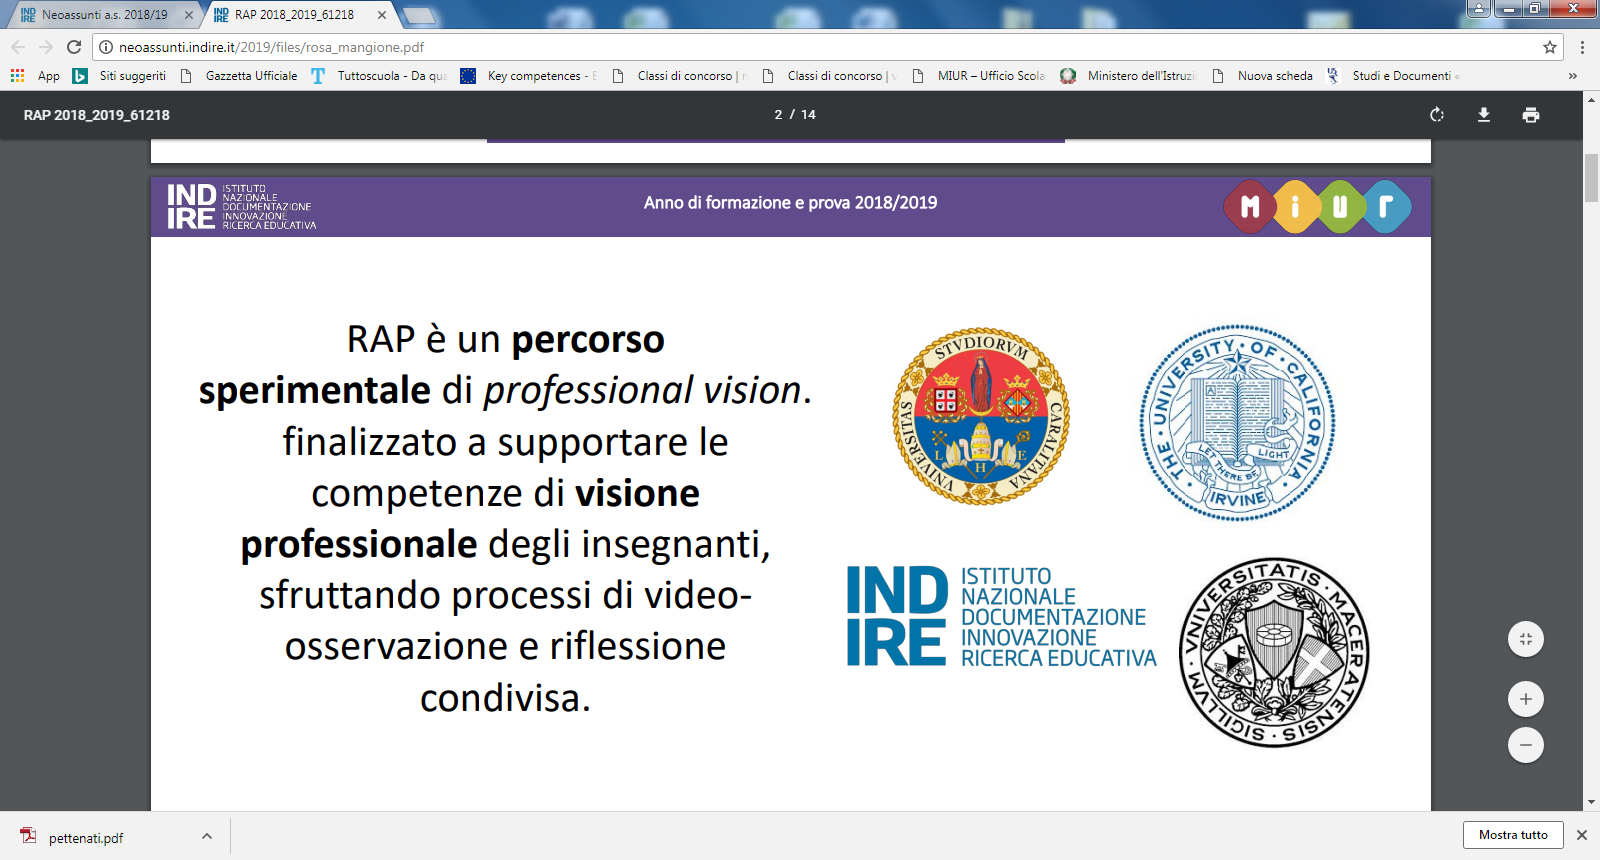 Neoassunti a.s. 2018/19
RAP 2018_2019_61218
neoassunti.indire.it/2019/files/rosa_mangione.pdf
App
Siti suggeriti
Gazzetta Ufficiale
Tuttoscuola - Da qua
Key competences - E
Classi di concorso | n
Classi di concorso | v
MIUR – Ufficio Scola
Ministero dell'Istruzi
Nuova scheda
Studi e Documenti «
»
RAP 2018_2019_61218
2 / 14
IND
IRE
ISTITUTO
NAZIONALE
DOCUMENTAZIONE
INNOVAZIONE
RICERCA EDUCATIVA
Anno di formazione e prova 2018/2019
M i U r
RAP è un percorso
sperimentale di professional vision.
finalizzato a supportare le
competenze di visione
professionale degli insegnanti,
sfruttando processi di video-
osservazione e riflessione
condivisa.
STVDIORVM
VNIVERSITAS
CARALITANA
L H E
THE · UNIVERSITY · OF · CALIFORNIA
LET THERE BE LIGHT
IRVINE
IND
IRE
ISTITUTO
NAZIONALE
DOCUMENTAZIONE
INNOVAZIONE
RICERCA EDUCATIVA
SIGILLVM · VNIVERSITATIS · MACERATENSIS
pettenati.pdf
Mostra tutto